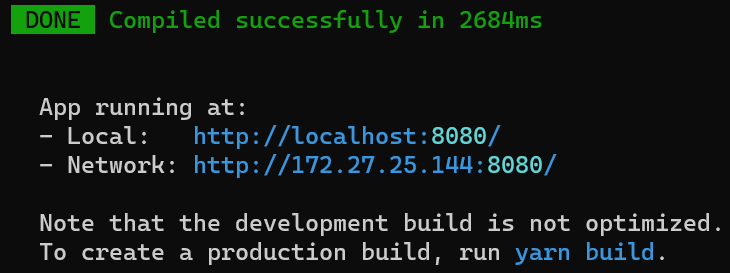 DONE Compiled successfully in 2684ms
App running at:
- Local: http://localhost:8080/
- Network: http://172.27.25.144:8080/
Note that the development build is not optimized.
To create a production build, run yarn build.